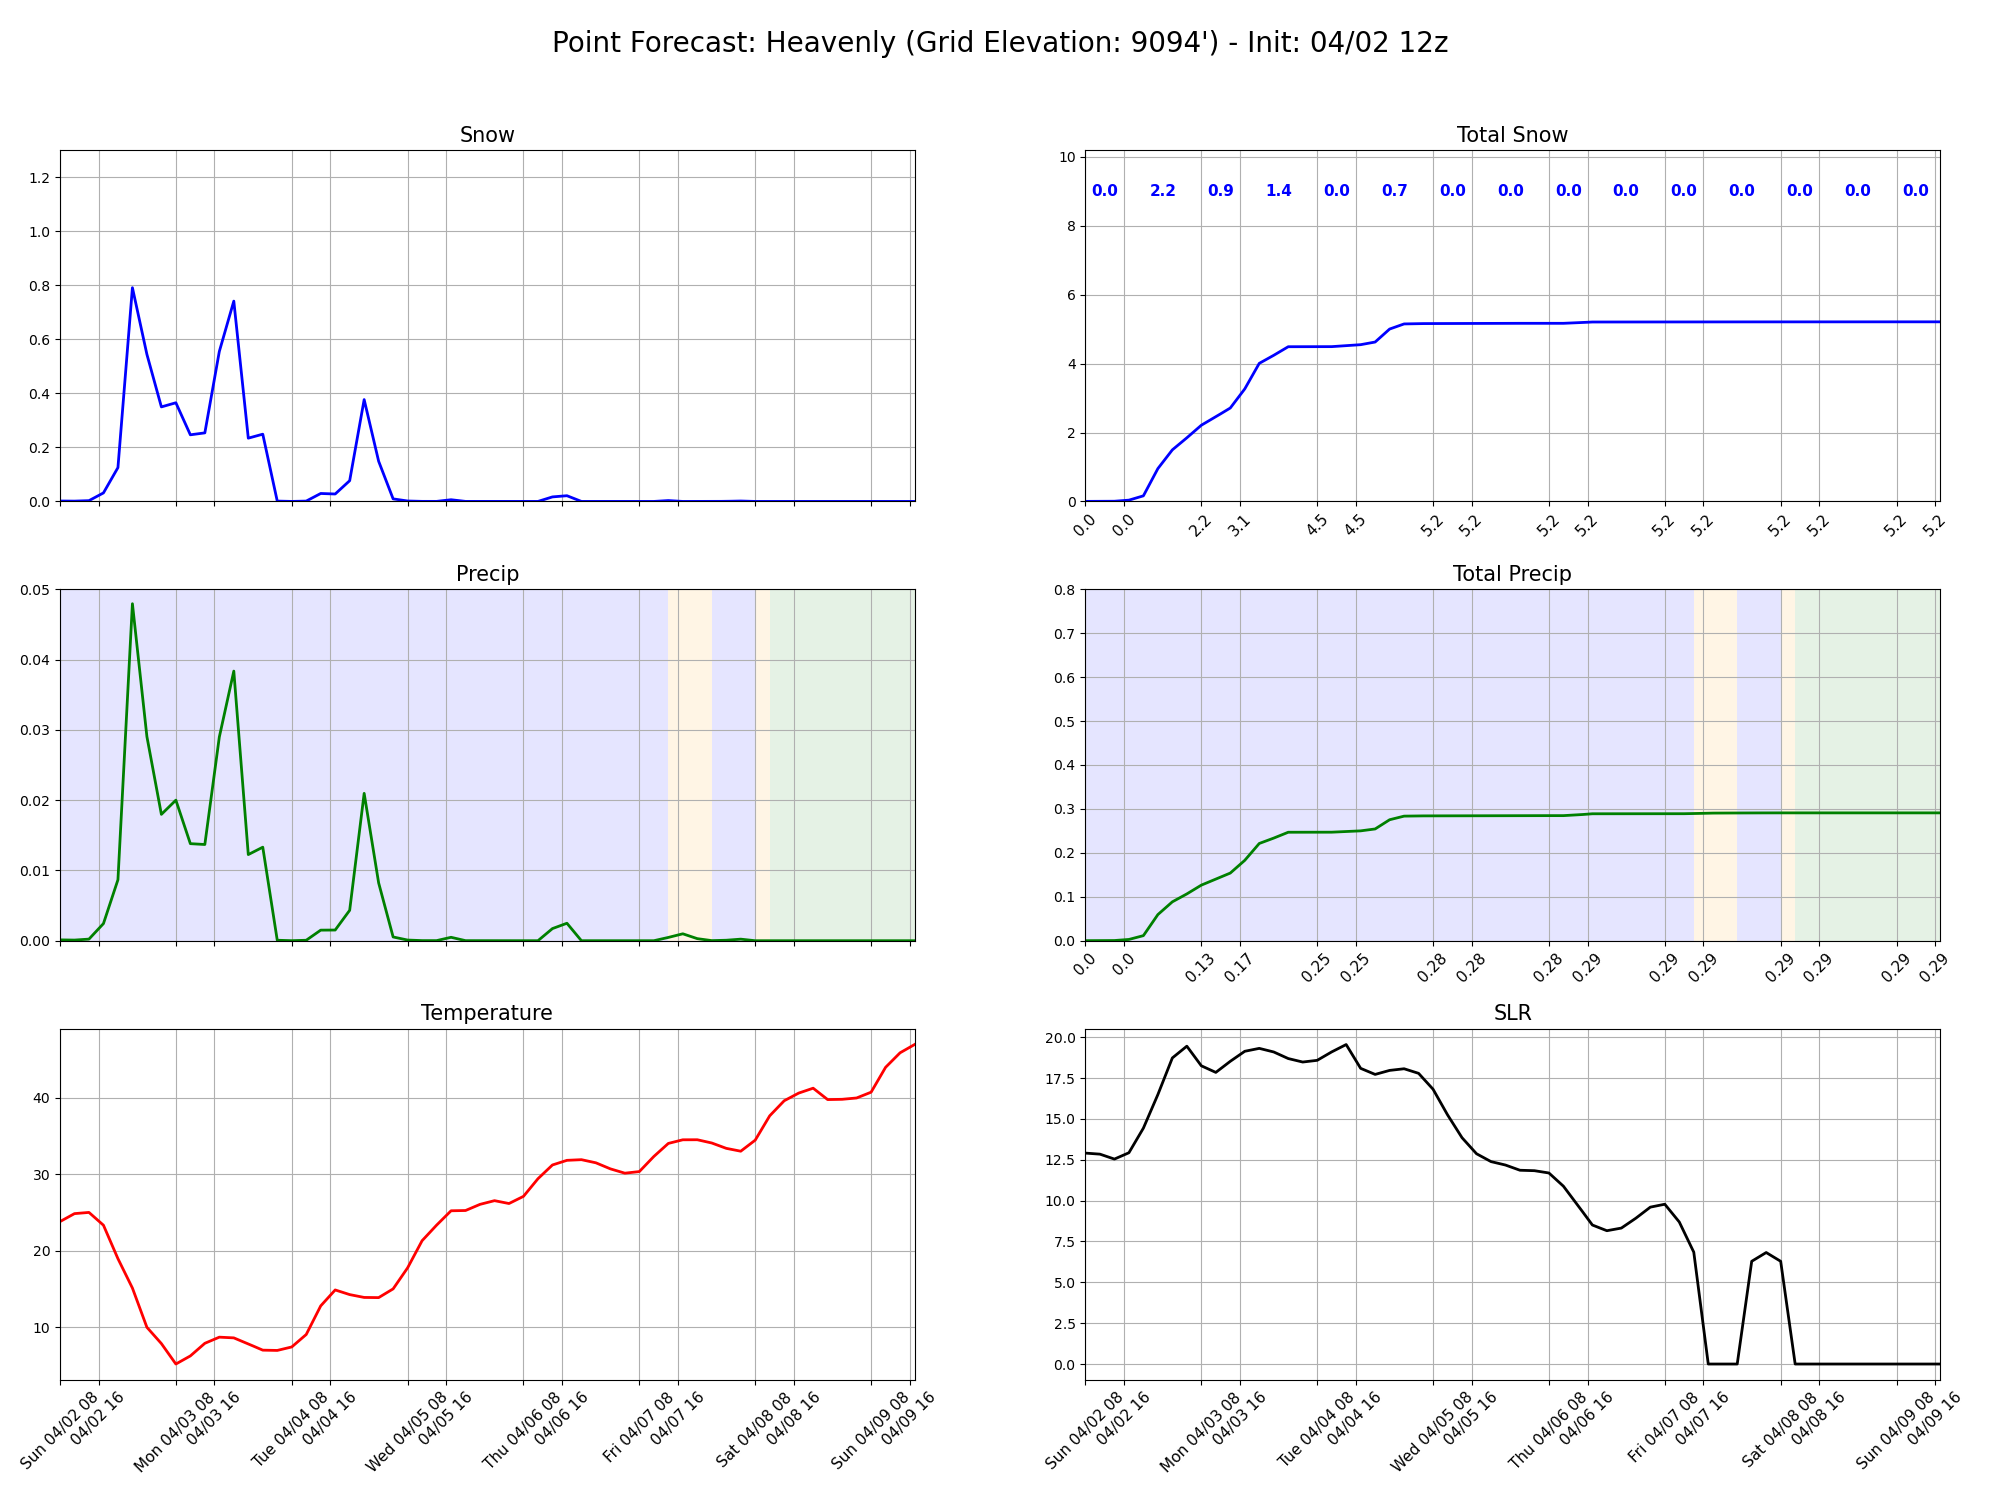 Point Forecast: Heavenly (Grid Elevation: 9094') - Init: 04/02 12z
Snow
1.2
1.0
0.8
0.6
0.4
0.2
0.0
Total Snow
10
8
6
4
2
0
0.0 2.2 0.9 1.4 0.0 0.7 0.0 0.0 0.0 0.0 0.0 0.0 0.0 0.0 0.0
0.0 0.0 2.2 3.1 4.5 4.5 5.2 5.2 5.2 5.2 5.2 5.2 5.2 5.2 5.2 5.2
Precip
0.05
0.04
0.03
0.02
0.01
0.00
Total Precip
0.8
0.7
0.6
0.5
0.4
0.3
0.2
0.1
0.0
0.0 0.0 0.13 0.17 0.25 0.25 0.28 0.28 0.28 0.29 0.29 0.29 0.29 0.29 0.29 0.29
Temperature
40
30
20
10
Sun 04/02 08
04/02 16
Mon 04/03 08
04/03 16
Tue 04/04 08
04/04 16
Wed 04/05 08
04/05 16
Thu 04/06 08
04/06 16
Fri 04/07 08
04/07 16
Sat 04/08 08
04/08 16
Sun 04/09 08
04/09 16
SLR
20.0
17.5
15.0
12.5
10.0
7.5
5.0
2.5
0.0
Sun 04/02 08
04/02 16
Mon 04/03 08
04/03 16
Tue 04/04 08
04/04 16
Wed 04/05 08
04/05 16
Thu 04/06 08
04/06 16
Fri 04/07 08
04/07 16
Sat 04/08 08
04/08 16
Sun 04/09 08
04/09 16